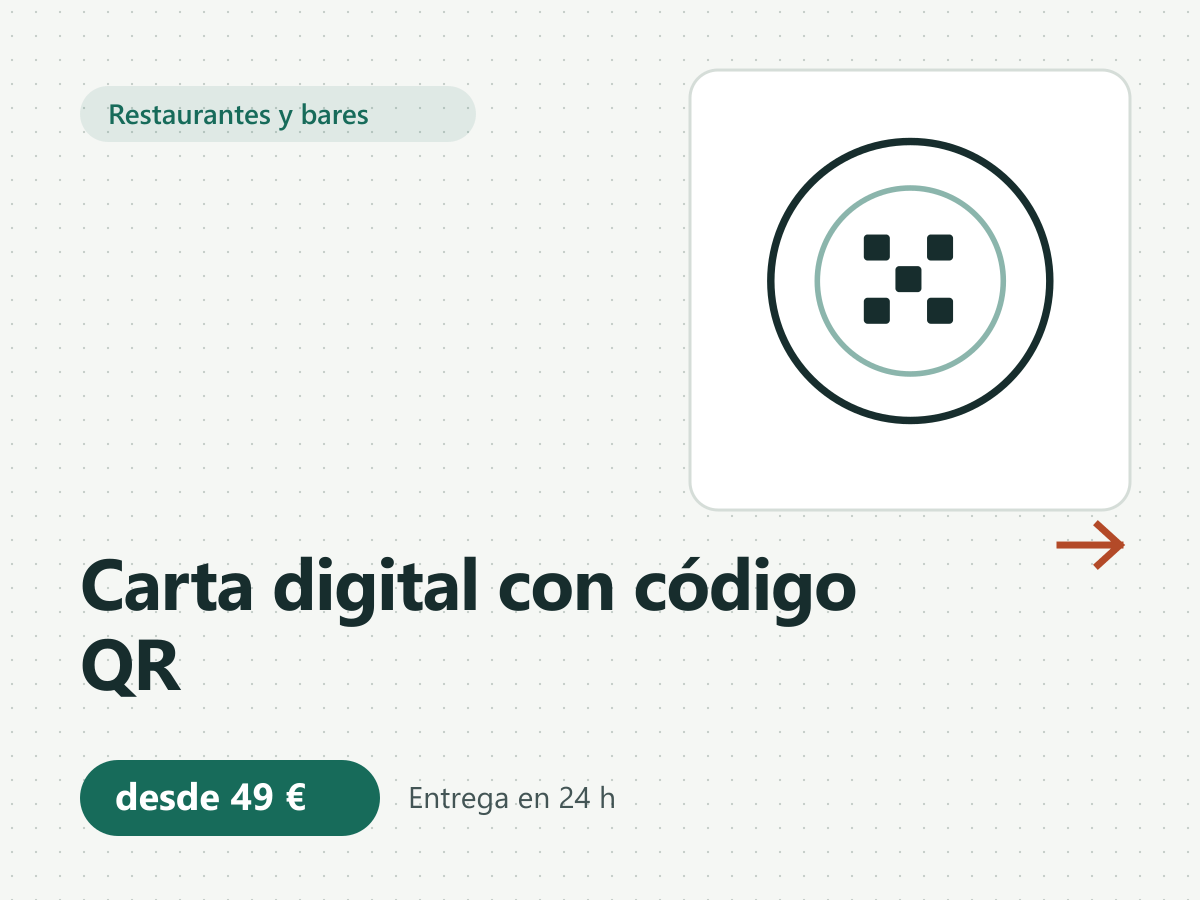 Restaurantes y bares
Carta digital con código
QR
desde 49 €
Entrega en 24 h